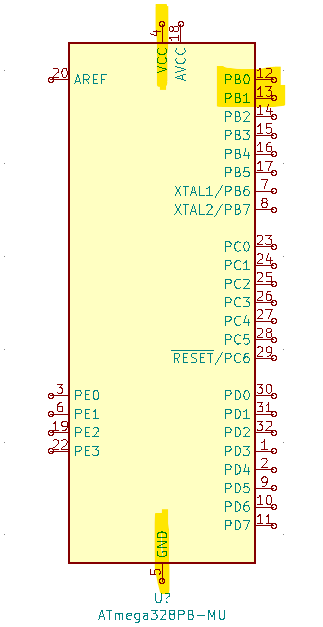 4 18
VCC AVCC
20 AREF PB0 12
PB1 13
PB2 14
PB3 15
PB4 16
PB5 17
XTAL1/PB6 7
XTAL2/PB7 8
PC0 23
PC1 24
PC2 25
PC3 26
PC4 27
PC5 28
RESET/PC6 29
3 PE0 PD0 30
6 PE1 PD1 31
19 PE2 PD2 32
22 PE3 PD3 1
PD4 2
PD5 9
PD6 10
PD7 11
GND
5
U?
ATmega328PB-MU